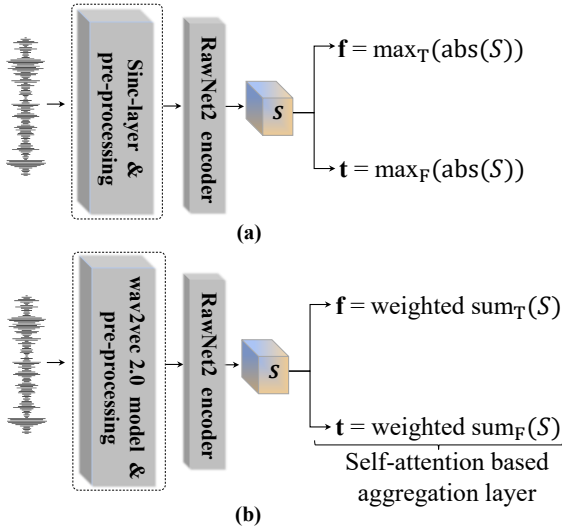 Sinc-layer &
pre-processing
RawNet2
encoder
S
f = max_T(abs(S))
t = max_F(abs(S))
(a)
wav2vec 2.0 model &
pre-processing
RawNet2
encoder
S
f = weighted sum_T(S)
t = weighted sum_F(S)
Self-attention based
aggregation layer
(b)